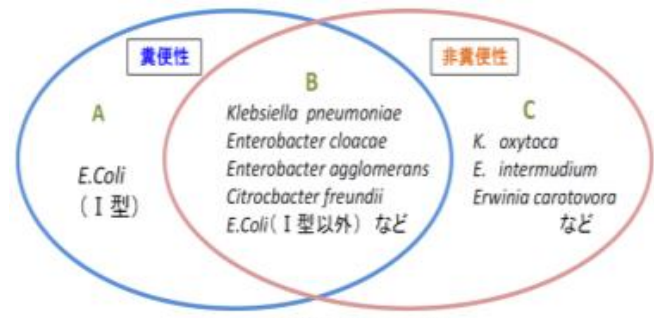 糞便性
非糞便性
A
E.Coli
(Ⅰ型)
B
Klebsiella pneumoniae
Enterobacter cloacae
Enterobacter agglomerans
Citrocbacter freundii
E.Coli(Ⅰ型以外) など
C
K. oxytoca
E. intermudium
Erwinia carotovora
など